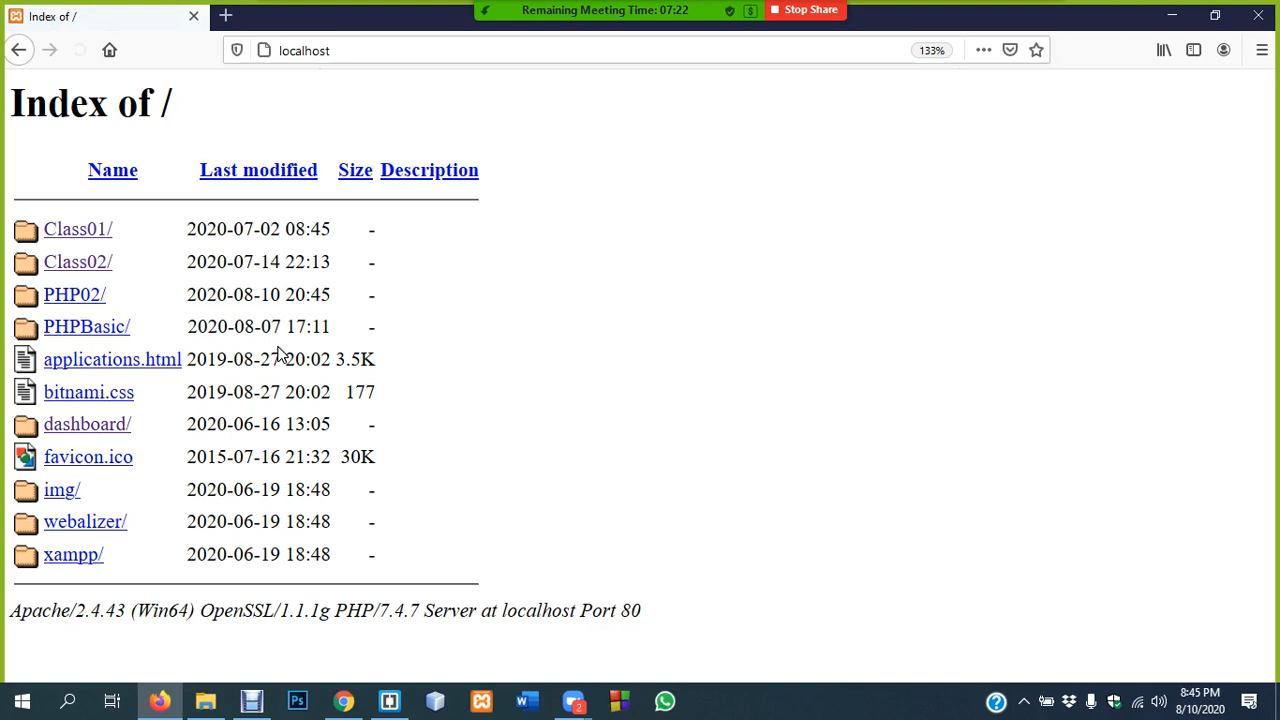 Index of /
Remaining Meeting Time: 07:22
$
Stop Share
localhost
133%
Index of /
Name Last modified Size Description
Class01/ 2020-07-02 08:45 -
Class02/ 2020-07-14 22:13 -
PHP02/ 2020-08-10 20:45 -
PHPBasic/ 2020-08-07 17:11 -
applications.html 2019-08-27 20:02 3.5K
bitnami.css 2019-08-27 20:02 177
dashboard/ 2020-06-16 13:05 -
favicon.ico 2015-07-16 21:32 30K
img/ 2020-06-19 18:48 -
webalizer/ 2020-06-19 18:48 -
xampp/ 2020-06-19 18:48 -
Apache/2.4.43 (Win64) OpenSSL/1.1.1g PHP/7.4.7 Server at localhost Port 80
Ps
W
2
8:45 PM
8/10/2020